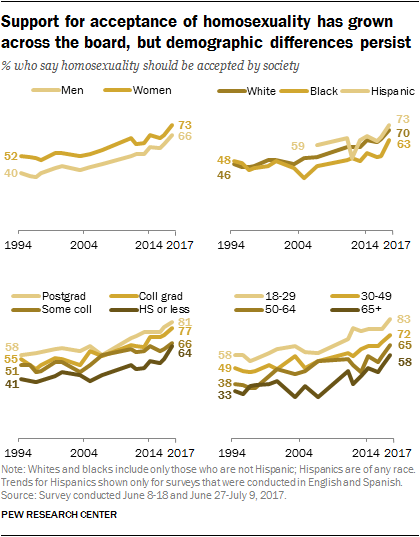 Support for acceptance of homosexuality has grown
across the board, but demographic differences persist
% who say homosexuality should be accepted by society
Men Women
73
66
52
40
1994 2004 2014 2017
White Black Hispanic
73
70
63
59
48
46
1994 2004 2014 2017
Postgrad Coll grad
Some coll HS or less
81
77
66
64
58
55
51
41
1994 2004 2014 2017
18-29 30-49
50-64 65+
83
72
65
58
58
49
38
33
1994 2004 2014 2017
Note: Whites and blacks include only those who are not Hispanic; Hispanics are of any race.
Trends for Hispanics shown only for surveys that were conducted in English and Spanish.
Source: Survey conducted June 8-18 and June 27-July 9, 2017.
PEW RESEARCH CENTER